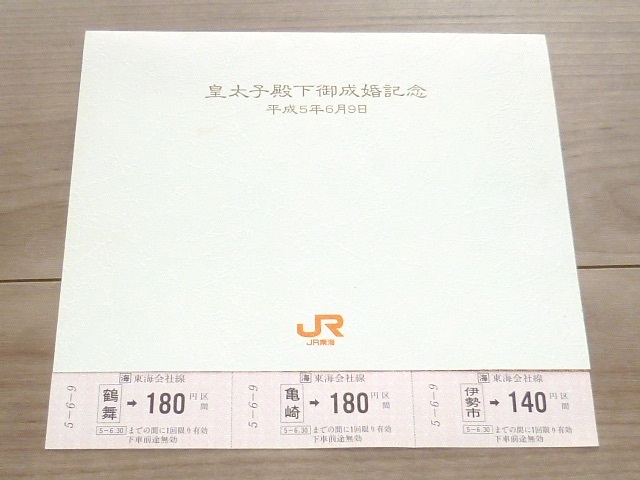 皇太子殿下御成婚記念
平成5年6月9日
JR
JR東海
5-6-9
海 東海会社線
鶴舞 → 180 円区間
5-6.30 までの間に1回限り有効
下車前途無効
5-6-9
海 東海会社線
亀崎 → 180 円区間
5-6.30 までの間に1回限り有効
下車前途無効
5-6-9
海 東海会社線
伊勢市 → 140 円区間
5-6.30 までの間に1回限り有効
下車前途無効